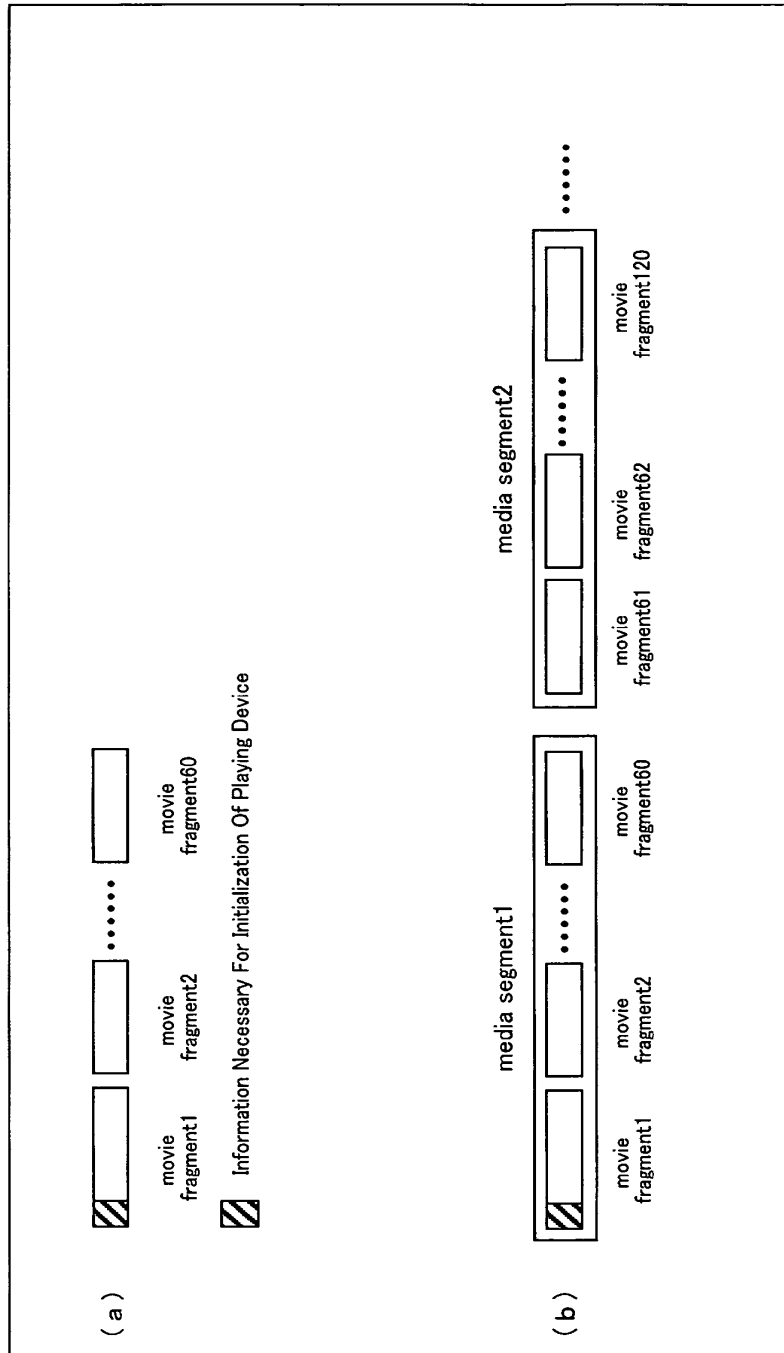 (a)
movie
fragment1
movie
fragment2
......
movie
fragment60
Information Necessary For Initialization Of Playing Device
(b)
media segment1
movie
fragment1
movie
fragment2
......
movie
fragment60
media segment2
movie
fragment61
movie
fragment62
......
movie
fragment120
......